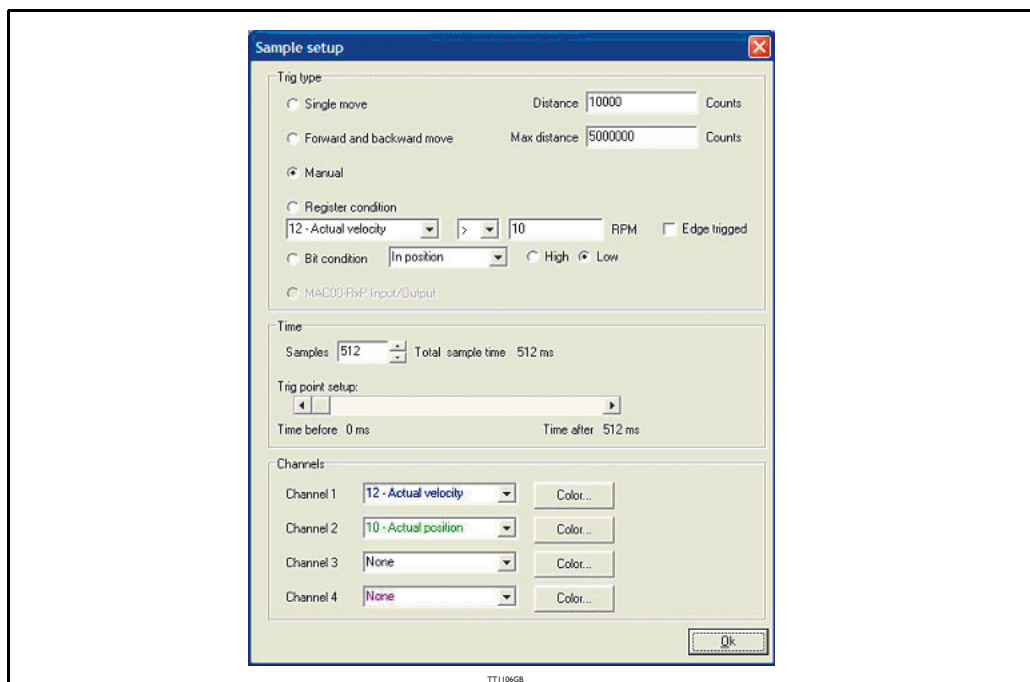 Sample setup
Trig type
Single move Distance 10000 Counts
Forward and backward move Max distance 5000000 Counts
Manual
Register condition
12 - Actual velocity > 10 RPM Edge trigged
Bit condition In position High Low
MAC00-RxP Input/Output
Time
Samples 512 Total sample time 512 ms
Trig point setup:
Time before 0 ms Time after 512 ms
Channels
Channel 1 12 - Actual velocity Color...
Channel 2 10 - Actual position Color...
Channel 3 None Color...
Channel 4 None Color...
Ok
TT1106GB